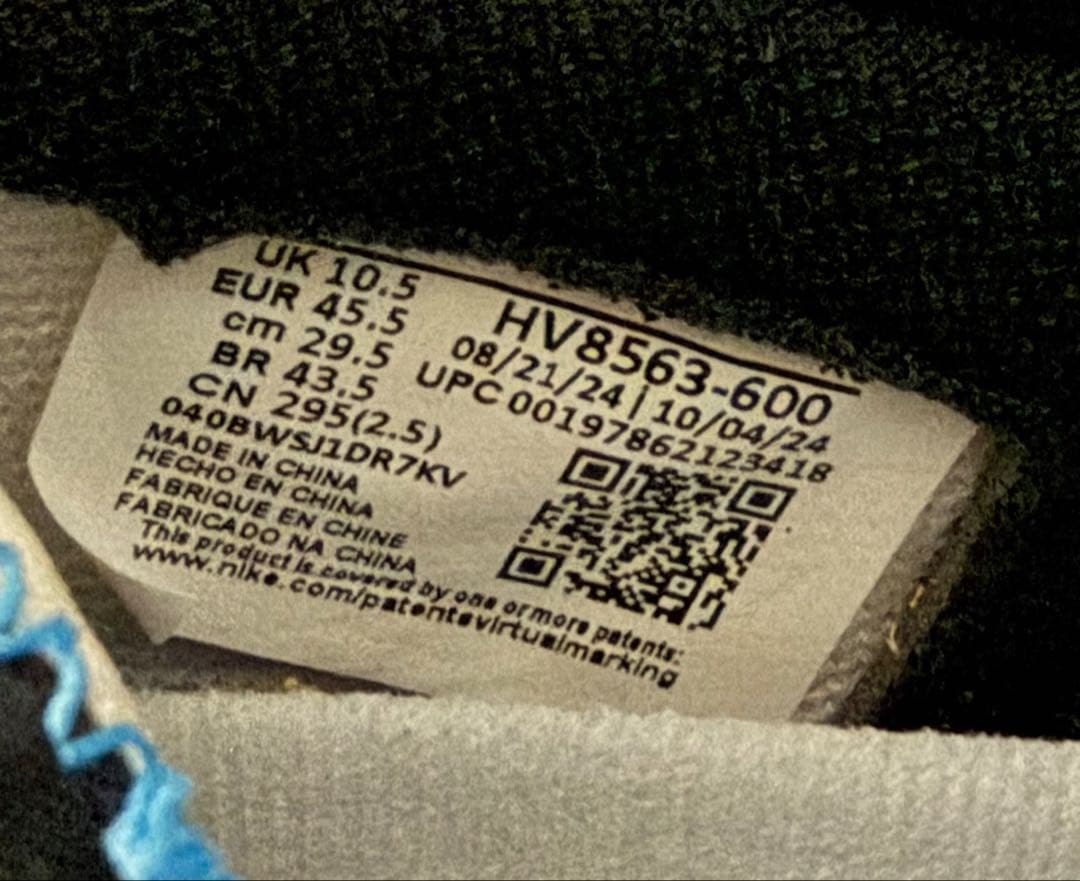 UK 10.5
EUR 45.5
cm 29.5
BR 43.5
CN 295(2.5)
040BWSJ1DR7KV
MADE IN CHINA
HECHO EN CHINA
FABRIQUE EN CHINE
FABRICADO NA CHINA
This product is covered by one or more patents:
www.nike.com/patentsvirtualmarking
HV8563-600
08/21/24 | 10/04/24
UPC 00197862123418